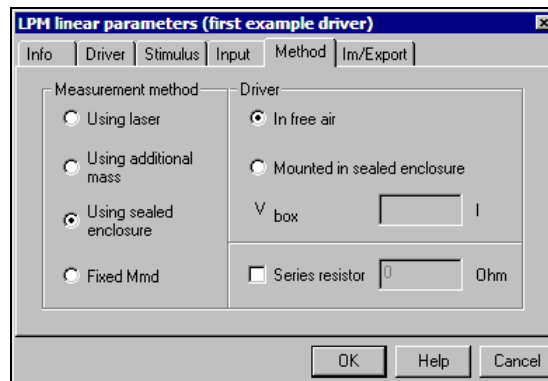 LPM linear parameters (first example driver)
Info Driver Stimulus Input Method Im/Export
Measurement method
Using laser
Using additional
mass
Using sealed
enclosure
Fixed Mmd
Driver
In free air
Mounted in sealed enclosure
V box l
Series resistor 0 Ohm
OK Help Cancel